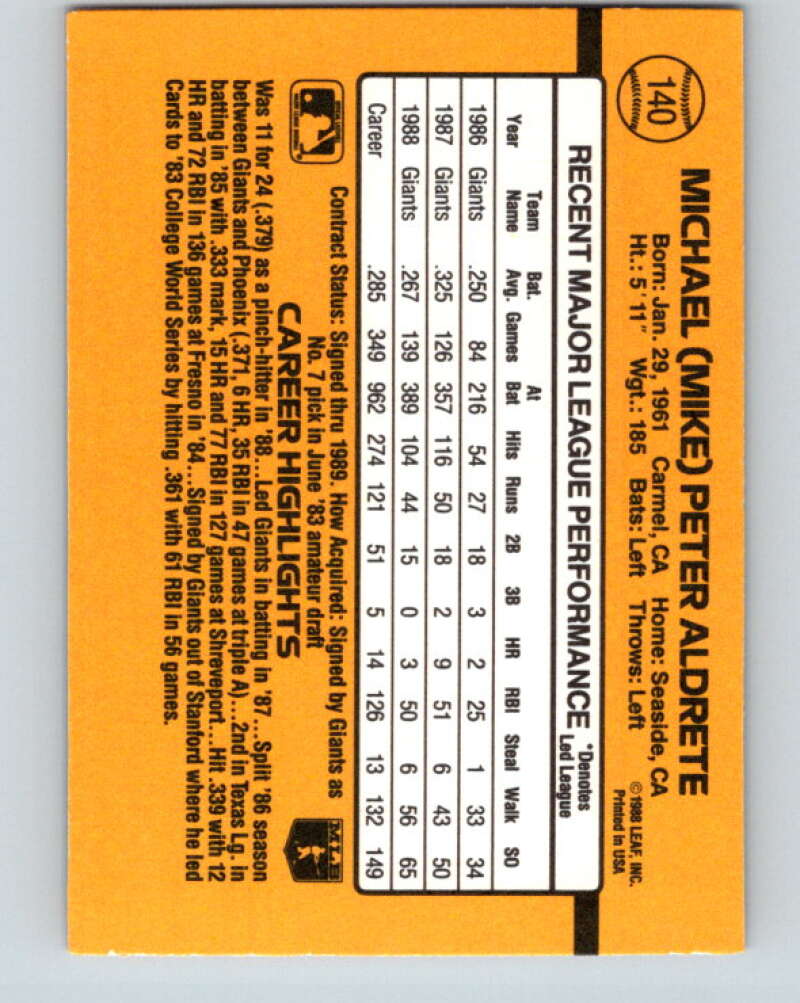 140
MICHAEL (MIKE) PETER ALDRETE
Born: Jan. 29, 1961 Carmel, CA Home: Seaside, CA
Ht.: 5'11" Wgt.: 185 Bats: Left Throws: Left
©1988 LEAF, INC.
Printed in USA
RECENT MAJOR LEAGUE PERFORMANCE *Denotes Led League
Year Team Name Bat. Avg. Games At Bat Hits Runs 2B 3B HR RBI Steal Walk SO
1986 Giants .250 84 216 54 27 18 3 2 25 1 33 34
1987 Giants .325 126 357 116 50 18 2 9 51 6 43 50
1988 Giants .267 139 389 104 44 15 0 3 50 6 56 65
Career .285 349 962 274 121 51 5 14 126 13 132 149
Contract Status: Signed thru 1989. How Acquired: Signed by Giants as
No. 7 pick in June '83 amateur draft
MLB
CAREER HIGHLIGHTS
Was 11 for 24 (.379) as a pinch-hitter in '88...Led Giants in batting in '87...Split '86 season
between Giants and Phoenix (.371, 6 HR, 35 RBI in 47 games at triple A)...2nd in Texas Lg. in
batting in '85 with .333 mark, 15 HR and 77 RBI in 127 games at Shreveport...Hit .339 with 12
HR and 72 RBI in 136 games at Fresno in '84...Signed by Giants out of Stanford where he led
Cards to '83 College World Series by hitting .361 with 61 RBI in 56 games.